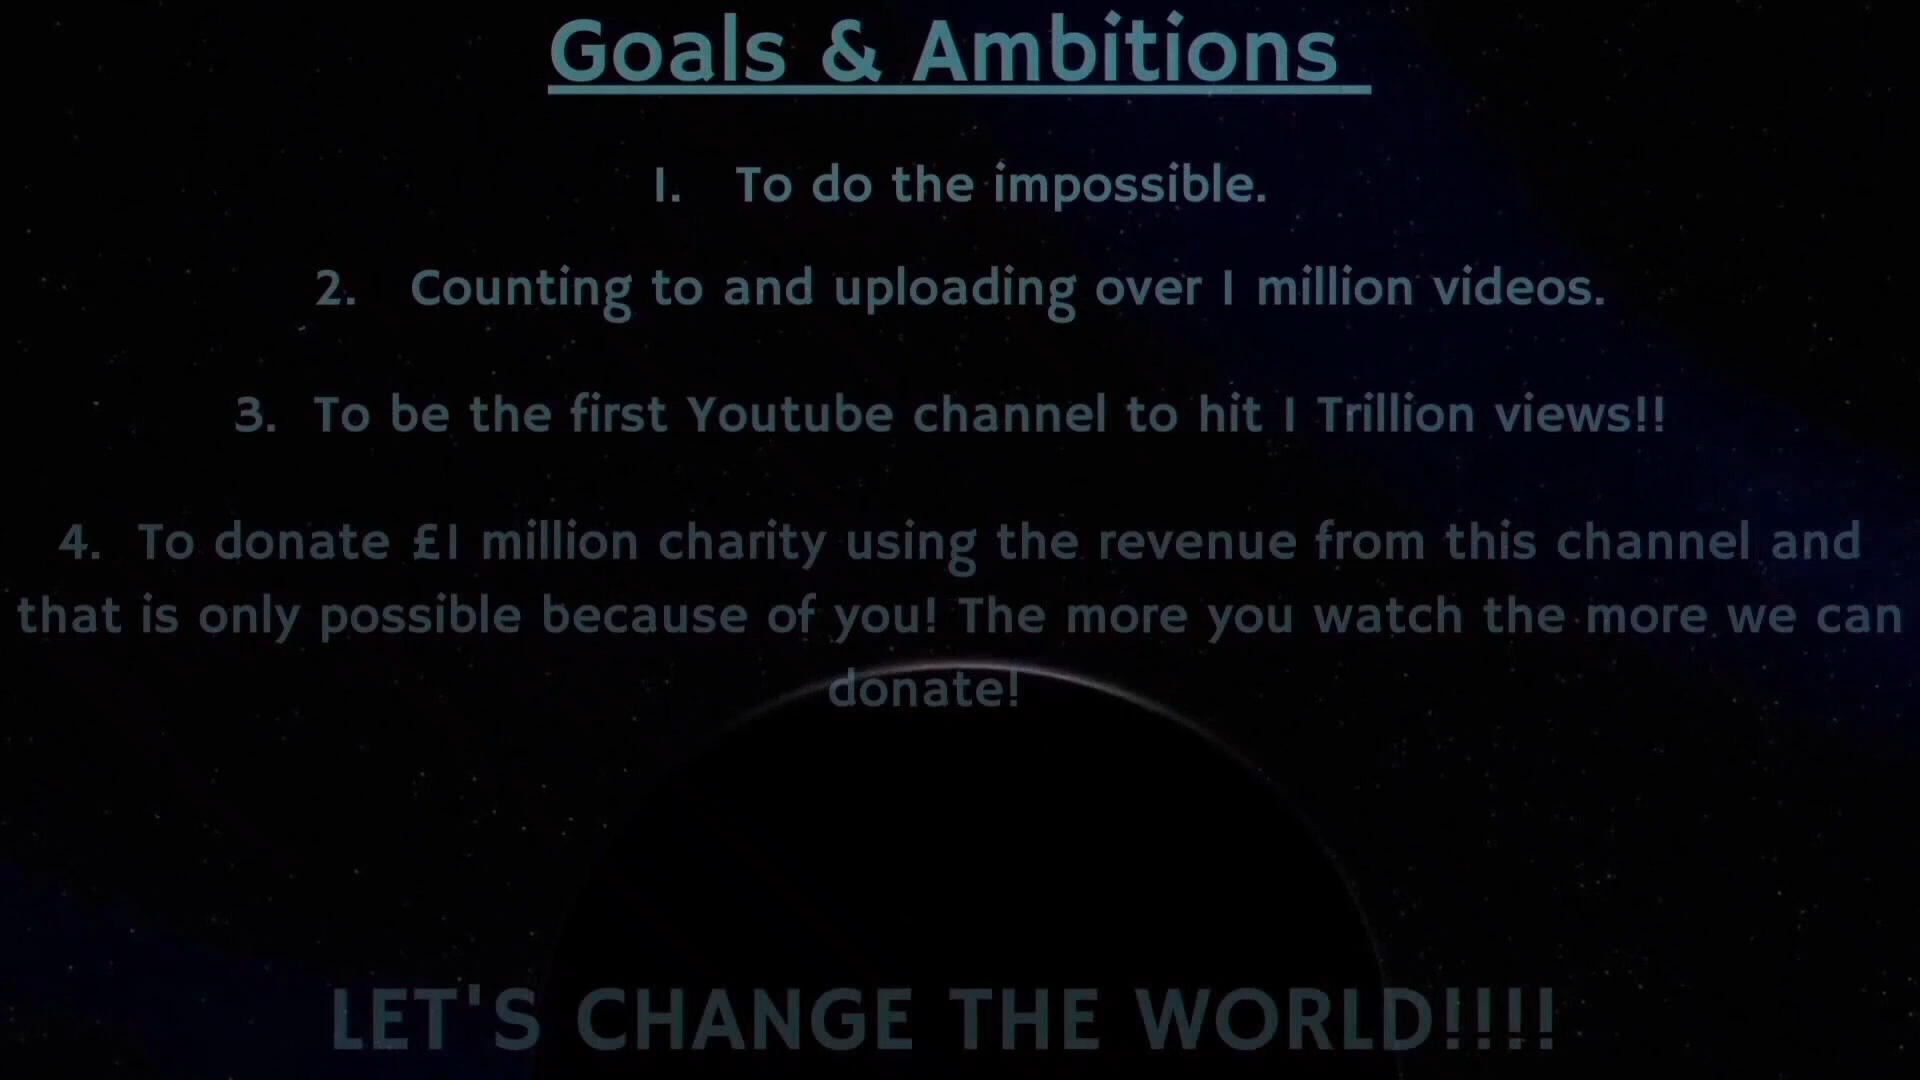 Goals & Ambitions
1. To do the impossible.
2. Counting to and uploading over 1 million videos.
3. To be the first Youtube channel to hit 1 Trillion views!!
4. To donate £1 million charity using the revenue from this channel and
that is only possible because of you! The more you watch the more we can
donate!
LET'S CHANGE THE WORLD!!!!